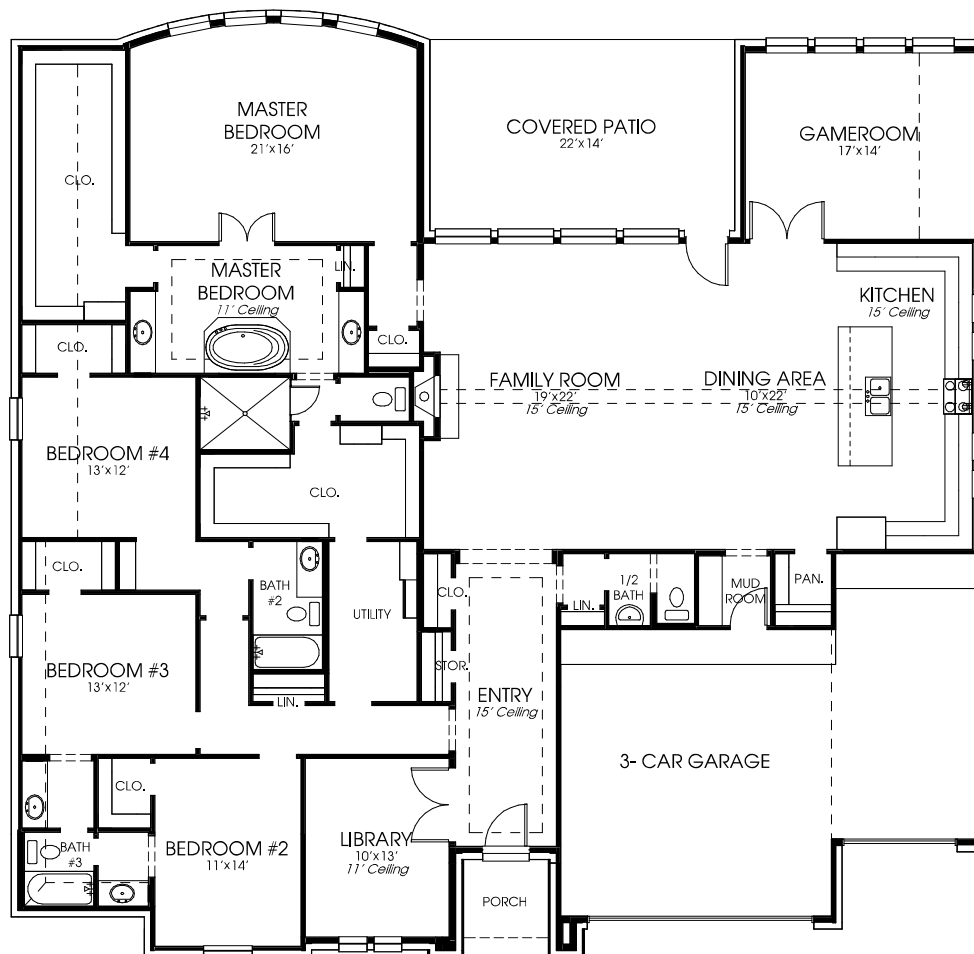 MASTER
BEDROOM
21'x16'
COVERED PATIO
22'x14'
GAMEROOM
17'x14'
CLO.
MASTER
BEDROOM
11' Ceiling
LIN.
KITCHEN
15' Ceiling
CLO.
CLO.
FAMILY ROOM
19'x22'
15' Ceiling
DINING AREA
10'x22'
15' Ceiling
BEDROOM #4
13'x12'
CLO.
CLO.
BATH
#2
UTILITY
CLO.
1/2
BATH
LIN.
MUD
ROOM
PAN.
BEDROOM #3
13'x12'
STOR.
LIN.
ENTRY
15' Ceiling
3- CAR GARAGE
CLO.
BATH
#3
BEDROOM #2
11'x14'
LIBRARY
10'x13'
11' Ceiling
PORCH